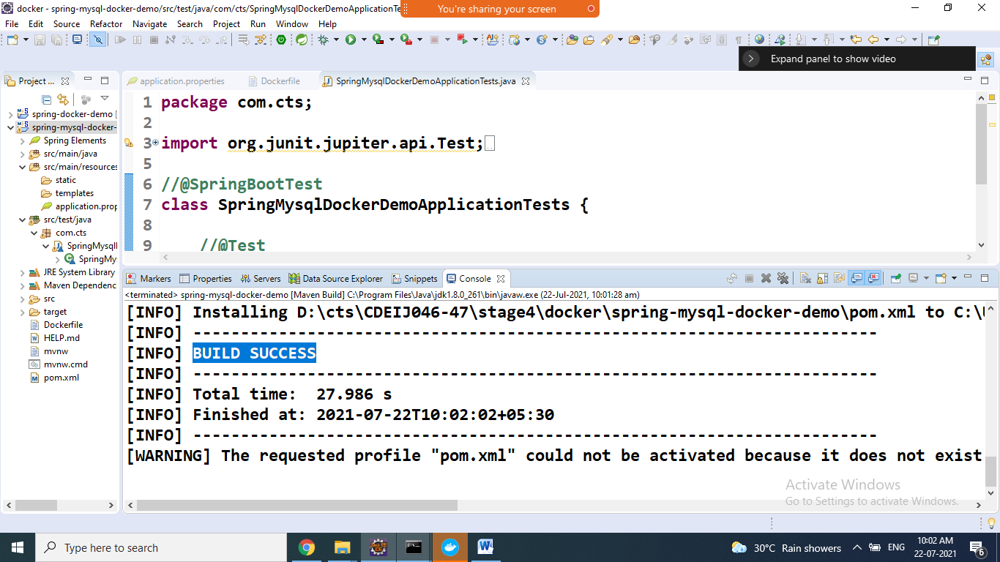 docker - spring-mysql-docker-demo/src/test/java/com/cts/SpringMysqlDockerDemoApplicationTe
You're sharing your screen
File Edit Source Refactor Navigate Search Project Run Window Help
Expand panel to show video
Project ...
application.properties
Dockerfile
SpringMysqlDockerDemoApplicationTests.java
spring-docker-demo [
spring-mysql-docker-
Spring Elements
src/main/java
src/main/resources
static
templates
application.prop
src/test/java
com.cts
SpringMysqlI
SpringMy
JRE System Library
Maven Dependenc
src
target
Dockerfile
HELP.md
mvnw
mvnw.cmd
pom.xml
1 package com.cts;
2
3 import org.junit.jupiter.api.Test;
5
6 //@SpringBootTest
7 class SpringMysqlDockerDemoApplicationTests {
8
9 //@Test
Markers Properties Servers Data Source Explorer Snippets Console
<terminated> spring-mysql-docker-demo [Maven Build] C:\Program Files\Java\jdk1.8.0_261\bin\javaw.exe (22-Jul-2021, 10:01:28 am)
[INFO] Installing D:\cts\CDEIJ046-47\stage4\docker\spring-mysql-docker-demo\pom.xml to C:\U
[INFO] ------------------------------------------------------------------------
[INFO] BUILD SUCCESS
[INFO] ------------------------------------------------------------------------
[INFO] Total time:  27.986 s
[INFO] Finished at: 2021-07-22T10:02:02+05:30
[INFO] ------------------------------------------------------------------------
[WARNING] The requested profile "pom.xml" could not be activated because it does not exist
Activate Windows
Go to Settings to activate Windows.
Type here to search
30°C Rain showers
ENG
10:02 AM
22-07-2021
6